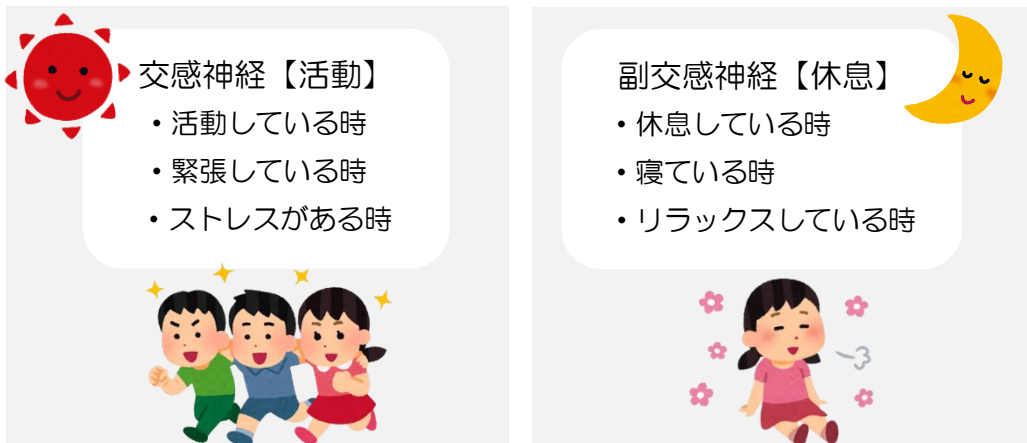 交感神経【活動】
・活動している時
・緊張している時
・ストレスがある時
副交感神経【休息】
・休息している時
・寝ている時
・リラックスしている時